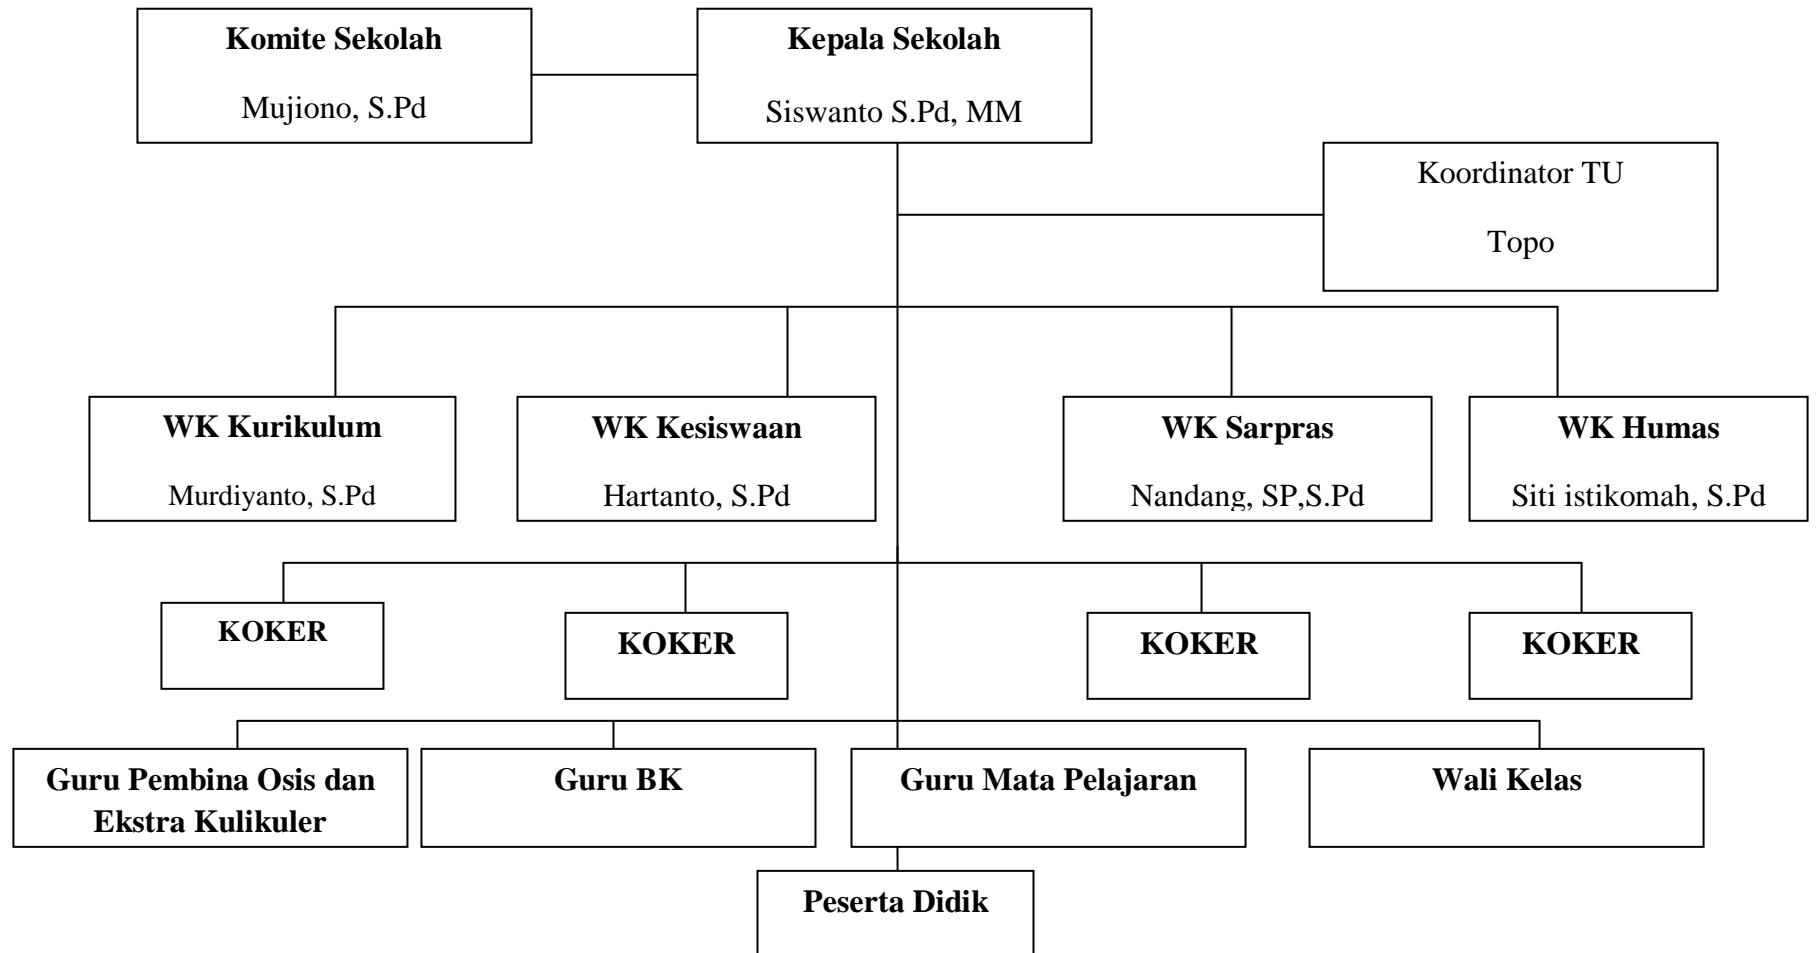 Komite Sekolah
Mujiono, S.Pd
Kepala Sekolah
Siswanto S.Pd, MM
Koordinator TU
Topo
WK Kurikulum
Murdiyanto, S.Pd
WK Kesiswaan
Hartanto, S.Pd
WK Sarpras
Nandang, SP,S.Pd
WK Humas
Siti istikomah, S.Pd
KOKER
KOKER
KOKER
KOKER
Guru Pembina Osis dan
Ekstra Kulikuler
Guru BK
Guru Mata Pelajaran
Wali Kelas
Peserta Didik